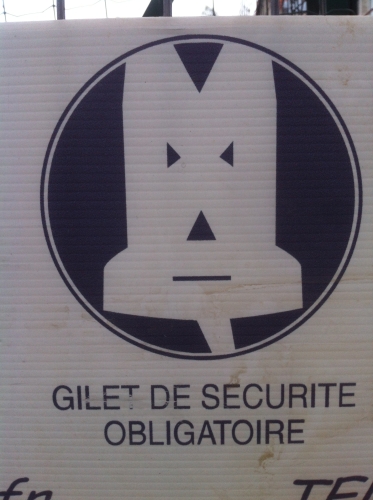 GILET DE SECURITE
OBLIGATOIRE